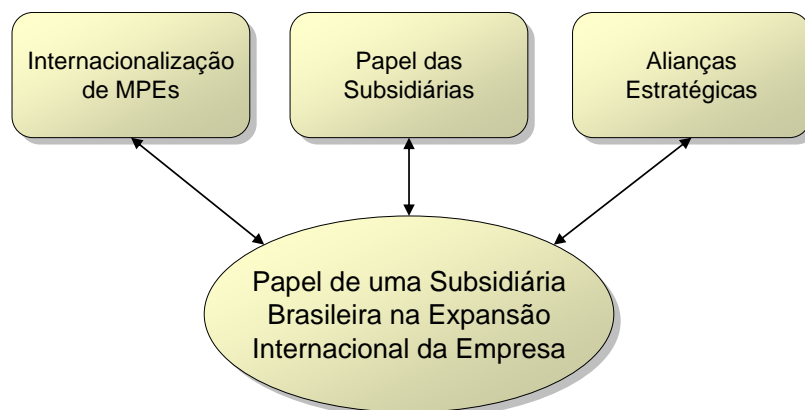 Internacionalização
de MPEs
Papel das
Subsidiárias
Alianças
Estratégicas
Papel de uma Subsidiária
Brasileira na Expansão
Internacional da Empresa